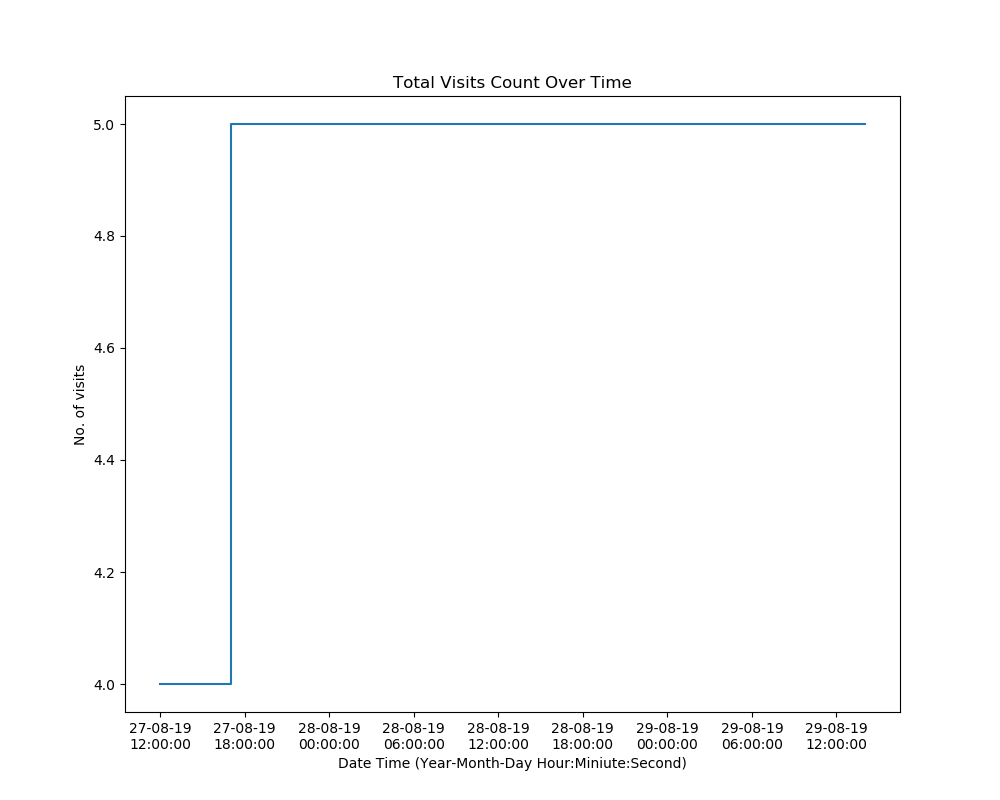 Total Visits Count Over Time
5.0
4.8
4.6
4.4
4.2
4.0
No. of visits
27-08-19 27-08-19 28-08-19 28-08-19 28-08-19 28-08-19 29-08-19 29-08-19 29-08-19
12:00:00 18:00:00 00:00:00 06:00:00 12:00:00 18:00:00 00:00:00 06:00:00 12:00:00
Date Time (Year-Month-Day Hour:Miniute:Second)